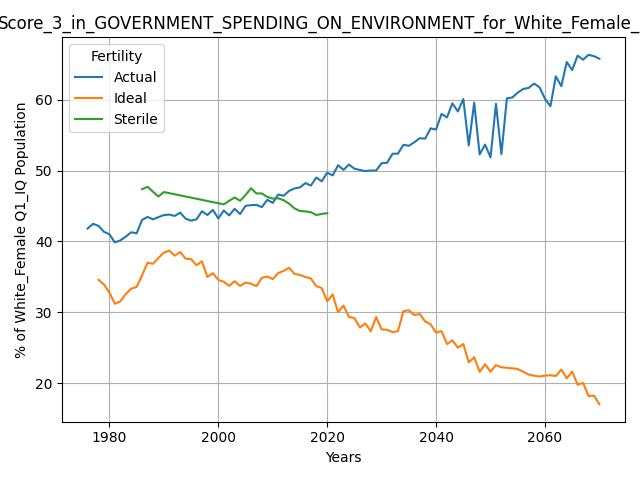 Score_3_in_GOVERNMENT_SPENDING_ON_ENVIRONMENT_for_White_Female_
Fertility
Actual
Ideal
Sterile
% of White_Female Q1_IQ Population
60
50
40
30
20
1980 2000 2020 2040 2060
Years